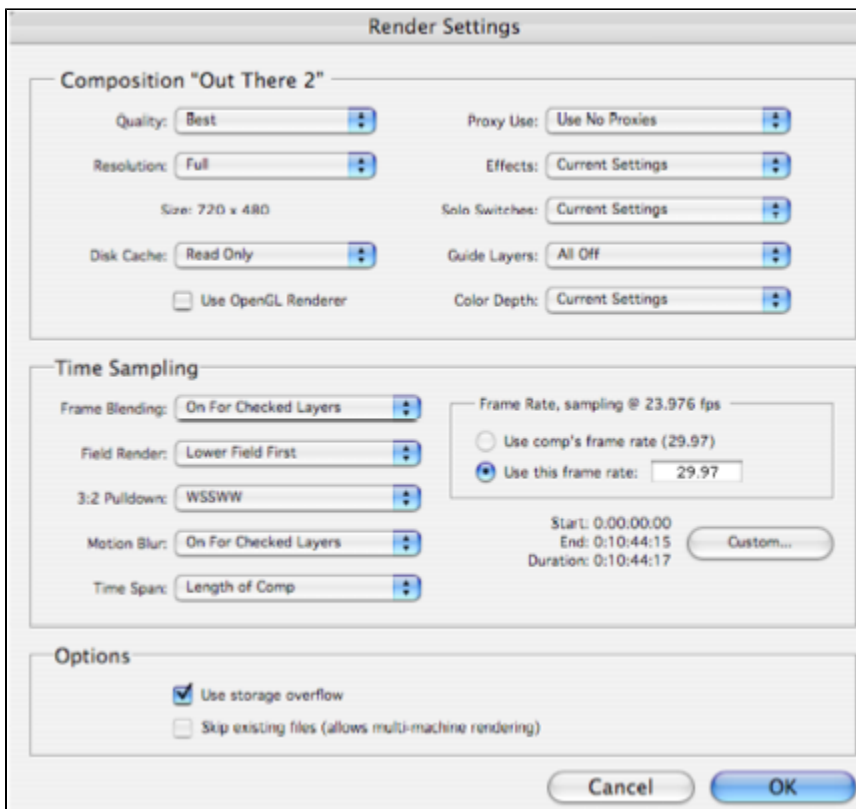 Render Settings
Composition "Out There 2"
Quality: Best
Proxy Use: Use No Proxies
Resolution: Full
Effects: Current Settings
Size: 720 x 480
Solo Switches: Current Settings
Disk Cache: Read Only
Guide Layers: All Off
Use OpenGL Renderer
Color Depth: Current Settings
Time Sampling
Frame Blending: On For Checked Layers
Frame Rate, sampling @ 23.976 fps
Use comp's frame rate (29.97)
Field Render: Lower Field First
Use this frame rate: 29.97
3:2 Pulldown: WSSWW
Start: 0:00:00:00
Motion Blur: On For Checked Layers
End: 0:10:44:15
Custom...
Duration: 0:10:44:17
Time Span: Length of Comp
Options
Use storage overflow
Skip existing files (allows multi-machine rendering)
Cancel
OK